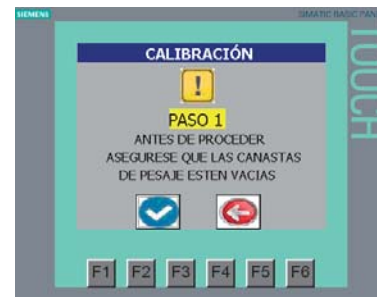 SIEMENS
SIMATIC BASIC PANEL
TOUCH
CALIBRACIÓN
!
PASO 1
ANTES DE PROCEDER
ASEGURESE QUE LAS CANASTAS
DE PESAJE ESTEN VACIAS
F1 F2 F3 F4 F5 F6